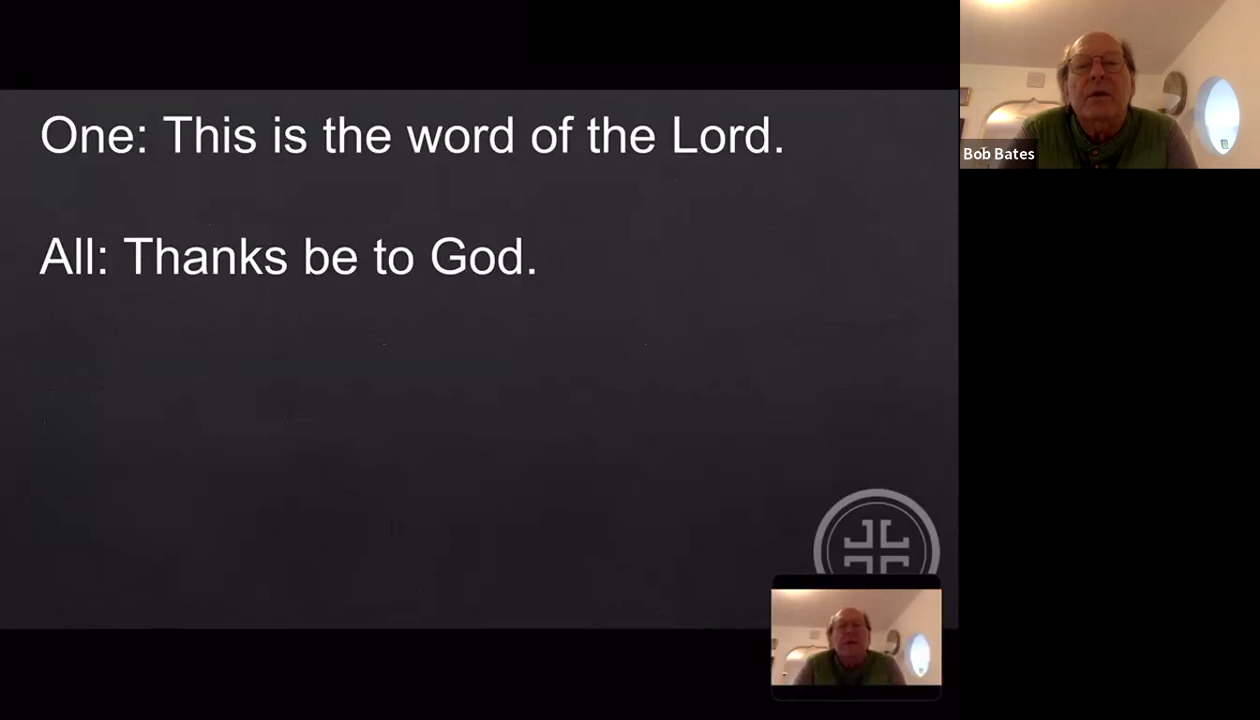 One: This is the word of the Lord.
All: Thanks be to God.
Bob Bates